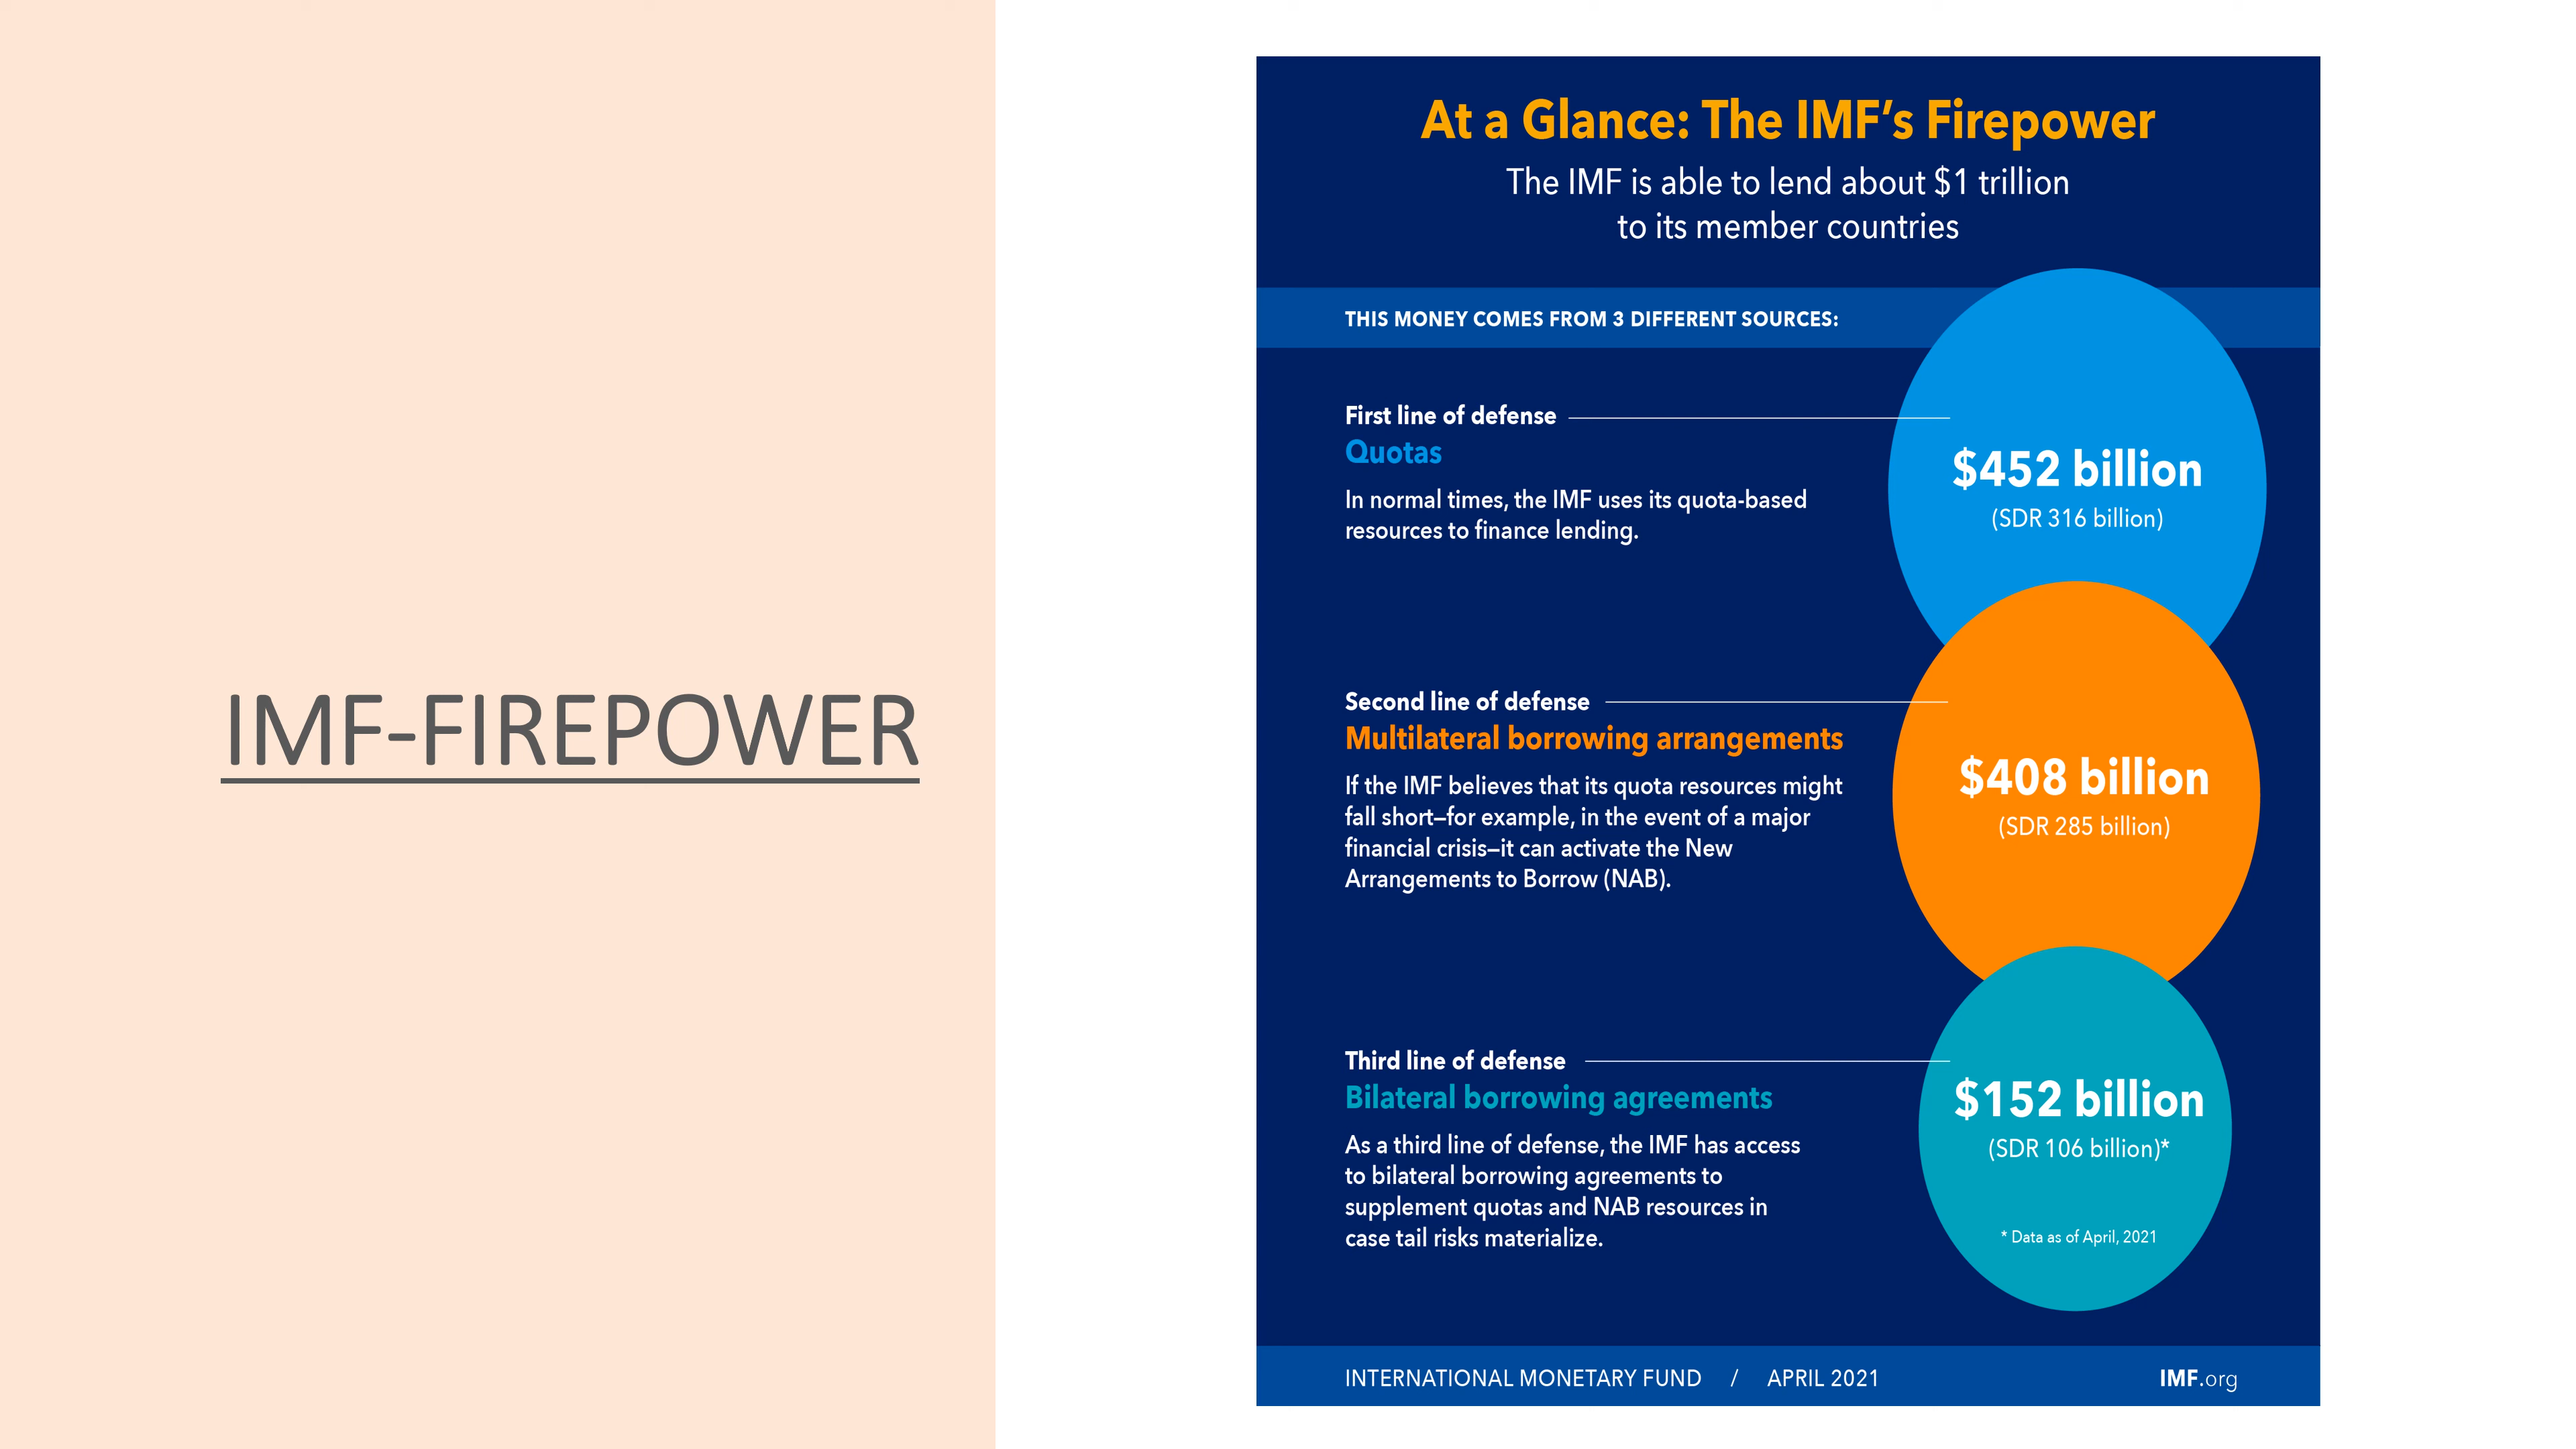 IMF-FIREPOWER
At a Glance: The IMF’s Firepower
The IMF is able to lend about $1 trillion
to its member countries
THIS MONEY COMES FROM 3 DIFFERENT SOURCES:
First line of defense
Quotas
In normal times, the IMF uses its quota-based
resources to finance lending.
$452 billion
(SDR 316 billion)
Second line of defense
Multilateral borrowing arrangements
If the IMF believes that its quota resources might
fall short–for example, in the event of a major
financial crisis–it can activate the New
Arrangements to Borrow (NAB).
$408 billion
(SDR 285 billion)
Third line of defense
Bilateral borrowing agreements
As a third line of defense, the IMF has access
to bilateral borrowing agreements to
supplement quotas and NAB resources in
case tail risks materialize.
$152 billion
(SDR 106 billion)*
* Data as of April, 2021
INTERNATIONAL MONETARY FUND / APRIL 2021
IMF.org